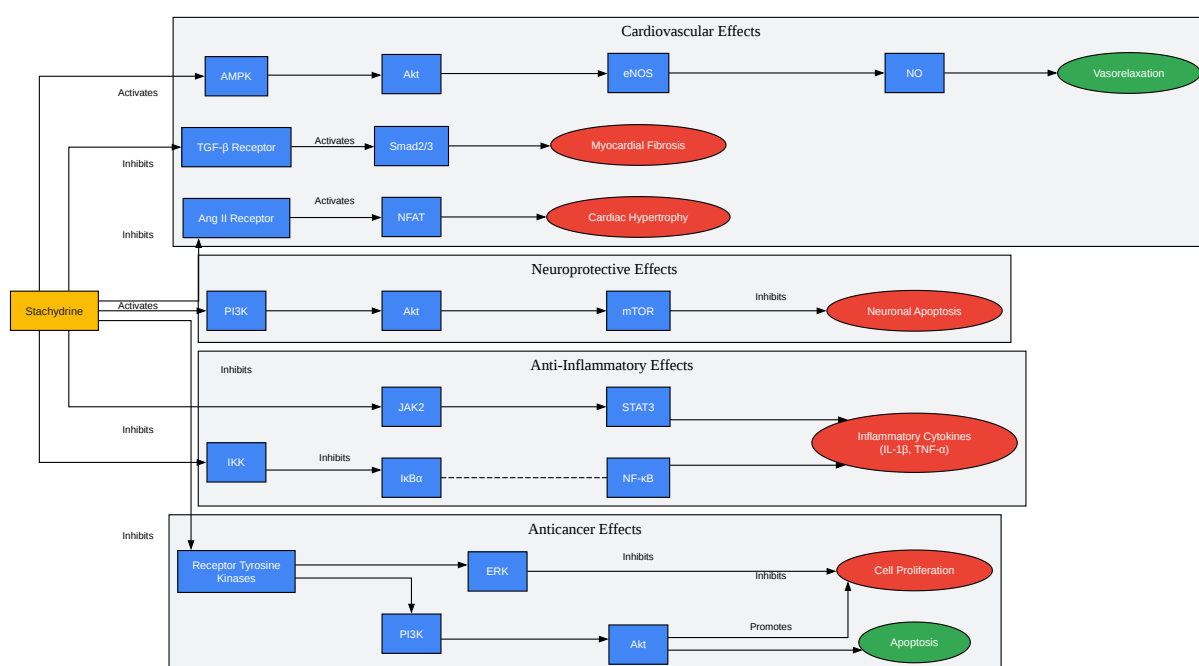 Cardiovascular Effects
AMPK
Akt
eNOS
NO
Vasorelaxation
Activates
TGF-β Receptor
Activates
Smad2/3
Myocardial Fibrosis
Inhibits
Ang II Receptor
Activates
NFAT
Cardiac Hypertrophy
Inhibits
Neuroprotective Effects
Stachydrine
Activates
PI3K
Akt
mTOR
Inhibits
Neuronal Apoptosis
Anti-Inflammatory Effects
Inhibits
JAK2
STAT3
Inflammatory Cytokines
(IL-1β, TNF-α)
Inhibits
IKK
Inhibits
IκBα
NF-κB
Anticancer Effects
Inhibits
Receptor Tyrosine
Kinases
ERK
Inhibits
Inhibits
Cell Proliferation
PI3K
Akt
Promotes
Apoptosis